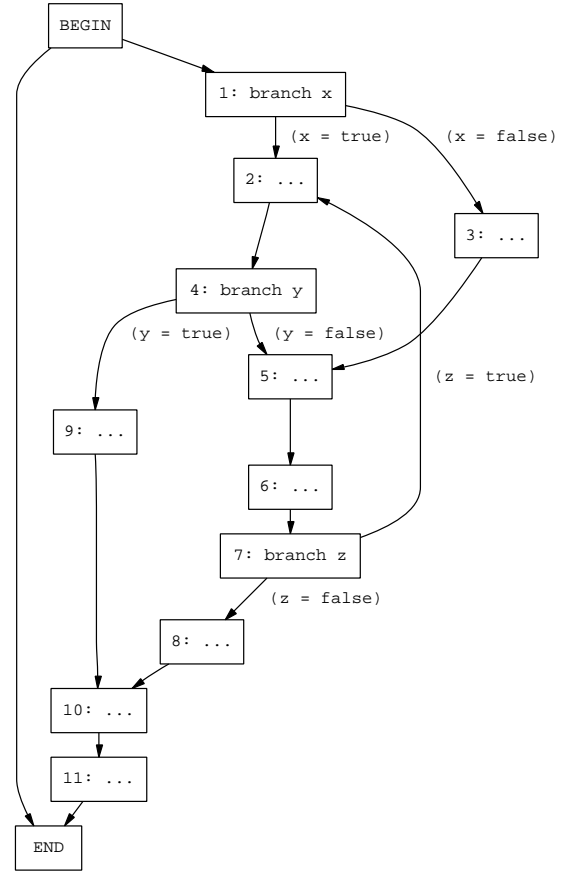 BEGIN
1: branch x
(x = true)
(x = false)
2: ...
3: ...
4: branch y
(y = true)
(y = false)
5: ...
(z = true)
9: ...
6: ...
7: branch z
(z = false)
8: ...
10: ...
11: ...
END